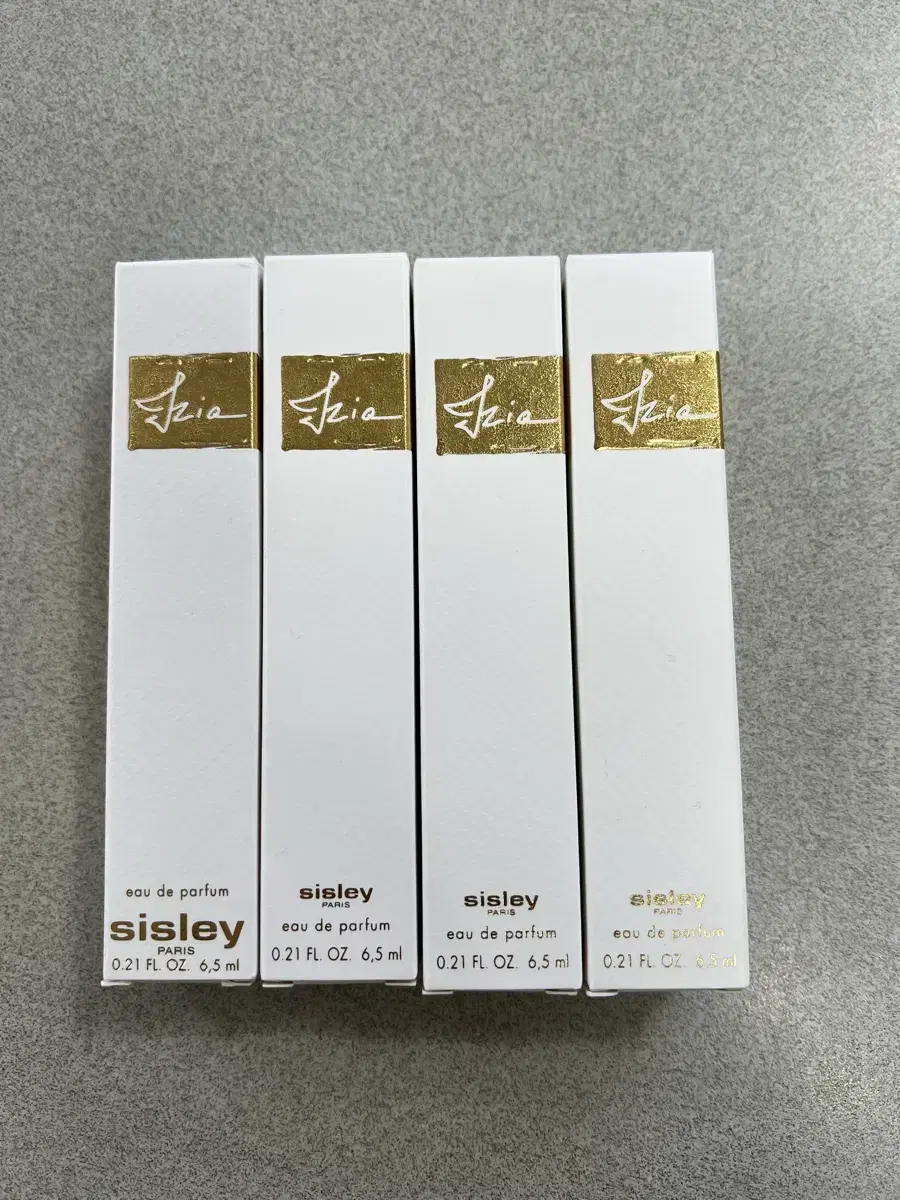 Izia
eau de parfum
sisley
PARIS
0.21 FL. OZ. 6,5 ml
Izia
sisley
PARIS
eau de parfum
0.21 FL. OZ. 6,5 ml
Izia
sisley
PARIS
eau de parfum
0.21 FL. OZ. 6,5 ml
Izia
sisley
PARIS
eau de parfum
0.21 FL. OZ. 6,5 ml